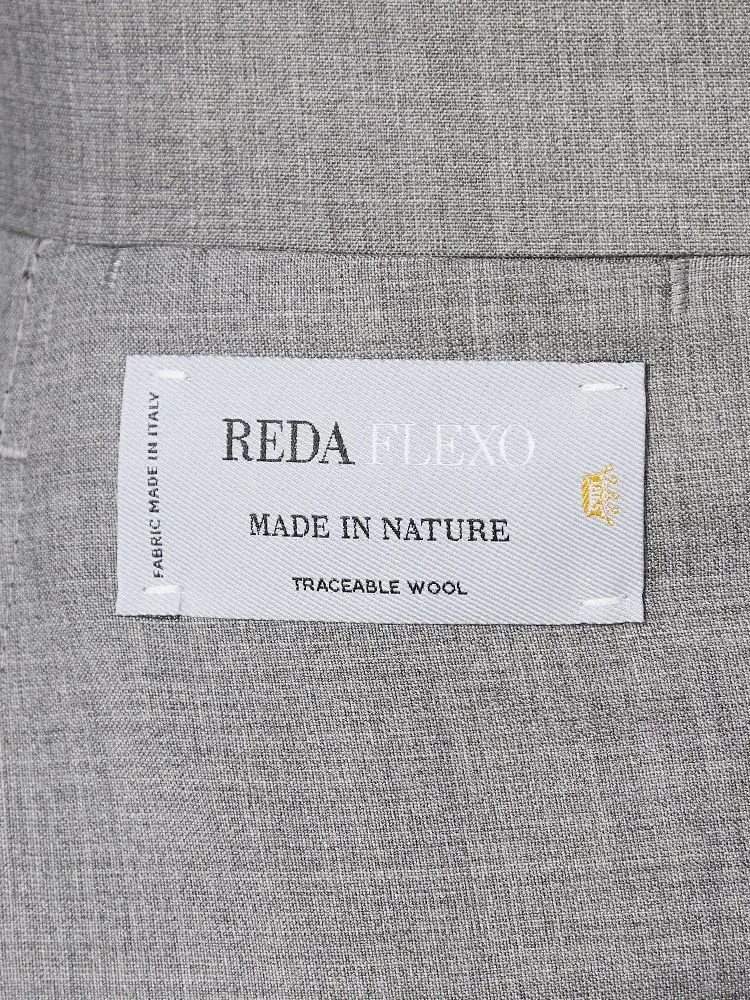 FABRIC MADE IN ITALY
REDA FLEXO
MADE IN NATURE
TRACEABLE WOOL